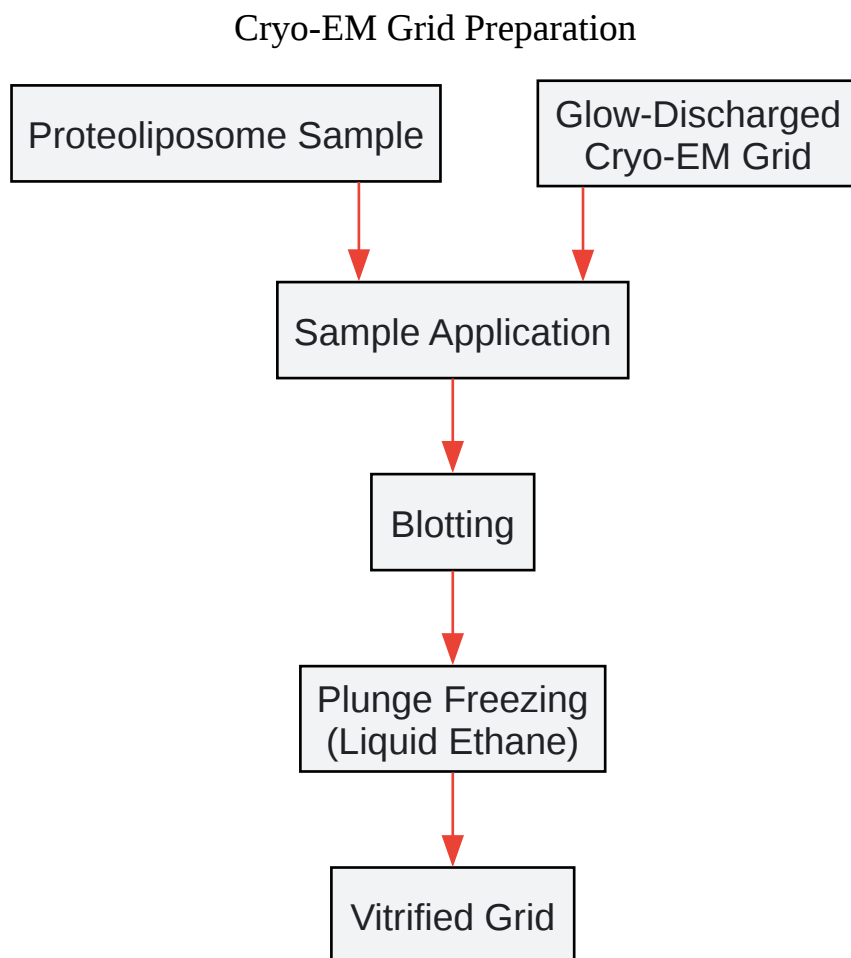 Cryo-EM Grid Preparation
Proteoliposome Sample
Glow-Discharged
Cryo-EM Grid
Sample Application
Blotting
Plunge Freezing
(Liquid Ethane)
Vitrified Grid